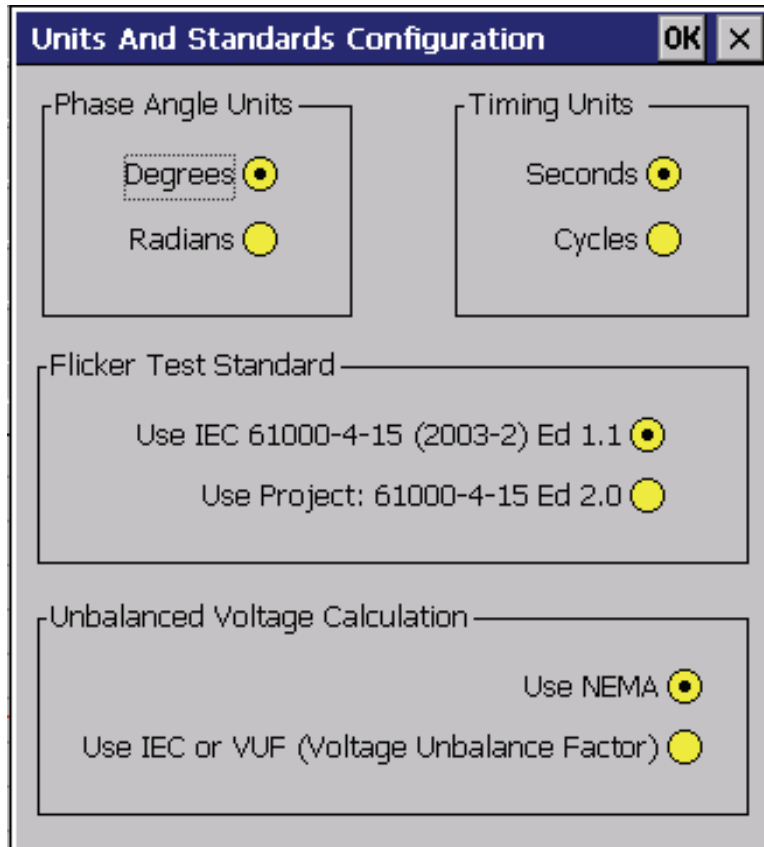 Units And Standards Configuration OK ×
Phase Angle Units
Degrees
Radians
Timing Units
Seconds
Cycles
Flicker Test Standard
Use IEC 61000-4-15 (2003-2) Ed 1.1
Use Project: 61000-4-15 Ed 2.0
Unbalanced Voltage Calculation
Use NEMA
Use IEC or VUF (Voltage Unbalance Factor)